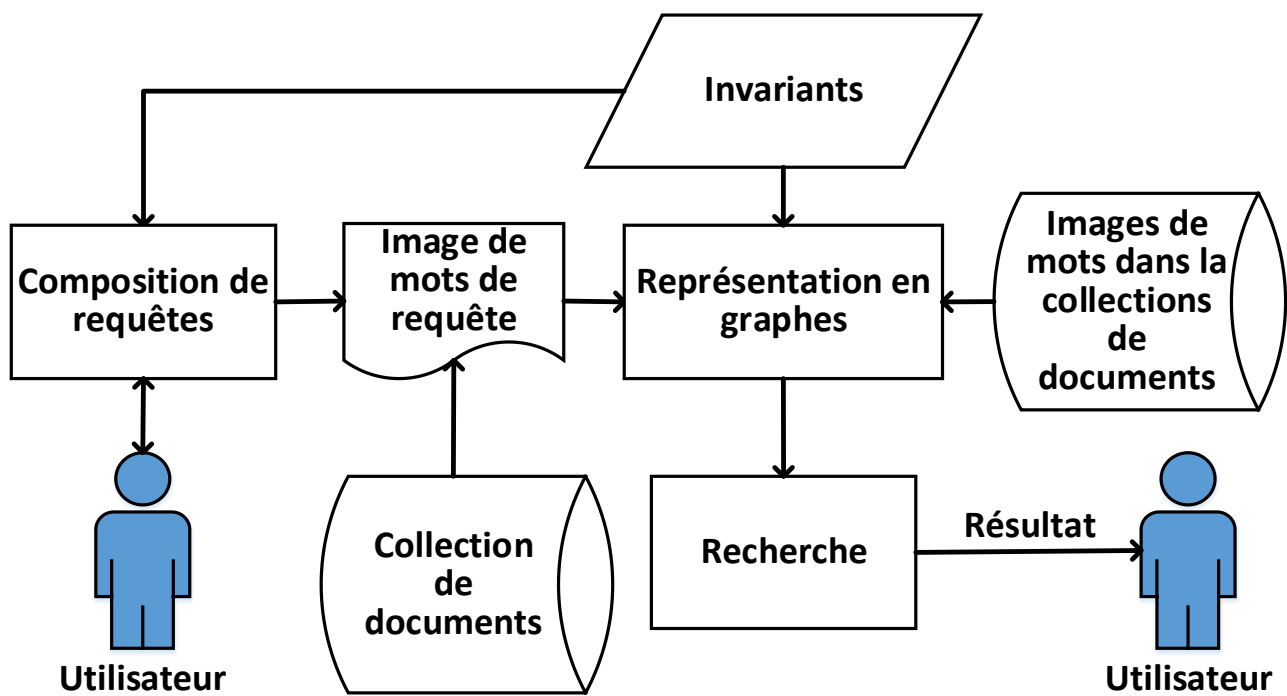 Invariants
Composition de
requêtes
Image de
mots de
requête
Représentation en
graphes
Images de
mots dans la
collections
de
documents
Collection
de
documents
Recherche
Résultat
Utilisateur
Utilisateur